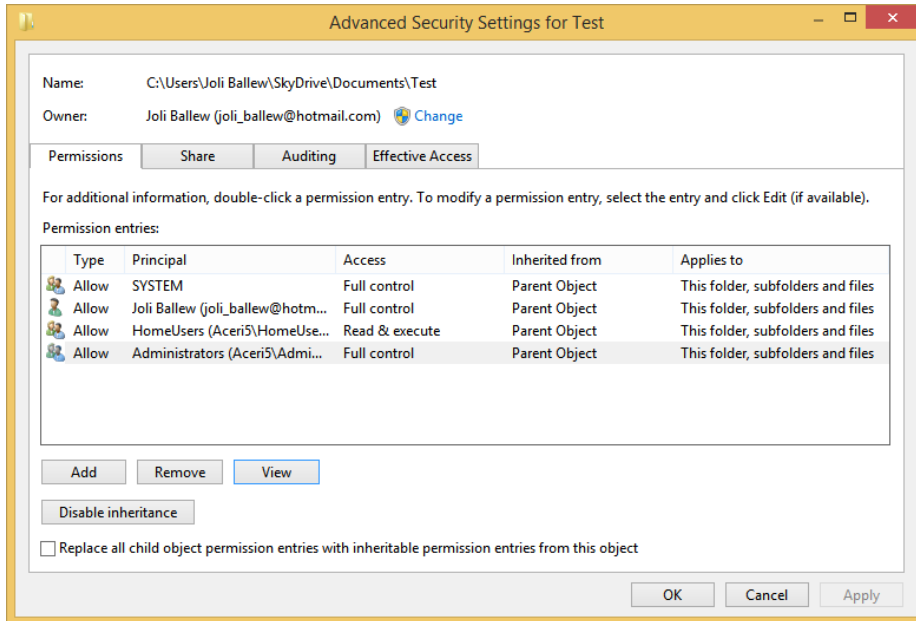 Advanced Security Settings for Test
Name: C:\Users\Joli Ballew\SkyDrive\Documents\Test
Owner: Joli Ballew (joli_ballew@hotmail.com) Change
Permissions Share Auditing Effective Access
For additional information, double-click a permission entry. To modify a permission entry, select the entry and click Edit (if available).
Permission entries:
Type Principal Access Inherited from Applies to
Allow SYSTEM Full control Parent Object This folder, subfolders and files
Allow Joli Ballew (joli_ballew@hotm... Full control Parent Object This folder, subfolders and files
Allow HomeUsers (Aceri5\HomeUse... Read & execute Parent Object This folder, subfolders and files
Allow Administrators (Aceri5\Admi... Full control Parent Object This folder, subfolders and files
Add Remove View
Disable inheritance
Replace all child object permission entries with inheritable permission entries from this object
OK Cancel Apply